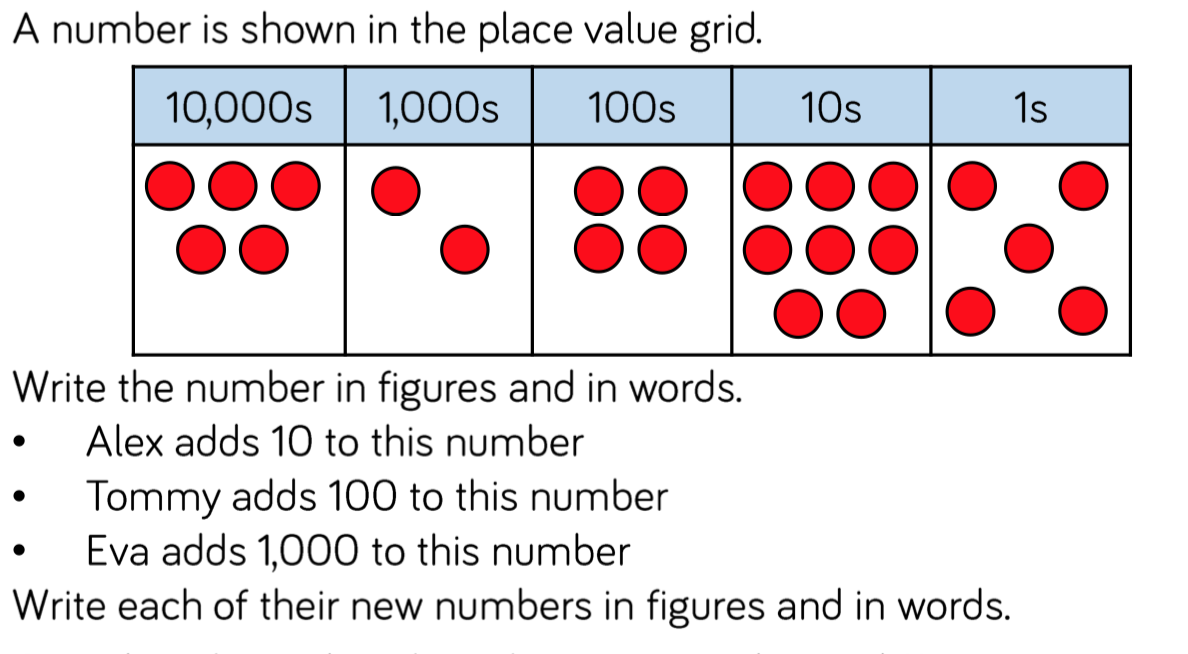 A number is shown in the place value grid.
10,000s 1,000s 100s 10s 1s
Write the number in figures and in words.
• Alex adds 10 to this number
• Tommy adds 100 to this number
• Eva adds 1,000 to this number
Write each of their new numbers in figures and in words.